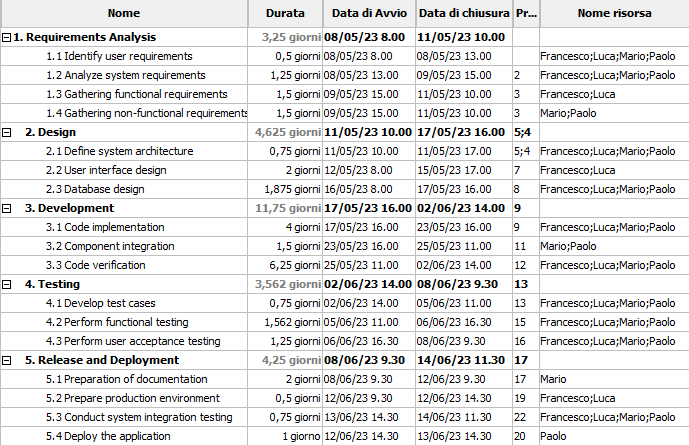 Nome Durata Data di Avvio Data di chiusura Pr... Nome risorsa
1. Requirements Analysis 3,25 giorni 08/05/23 8.00 11/05/23 10.00
1.1 Identify user requirements 0,5 giorni 08/05/23 8.00 08/05/23 13.00 Francesco;Luca;Mario;Paolo
1.2 Analyze system requirements 1,25 giorni 08/05/23 13.00 09/05/23 15.00 2 Francesco;Luca;Mario;Paolo
1.3 Gathering functional requirements 1,5 giorni 09/05/23 15.00 11/05/23 10.00 3 Francesco;Luca
1.4 Gathering non-functional requirements 1,5 giorni 09/05/23 15.00 11/05/23 10.00 3 Mario;Paolo
2. Design 4,625 giorni 11/05/23 10.00 17/05/23 16.00 5;4
2.1 Define system architecture 0,75 giorni 11/05/23 10.00 11/05/23 17.00 5;4 Francesco;Luca;Mario;Paolo
2.2 User interface design 2 giorni 12/05/23 8.00 15/05/23 17.00 7 Francesco;Luca
2.3 Database design 1,875 giorni 16/05/23 8.00 17/05/23 16.00 8 Francesco;Luca;Mario;Paolo
3. Development 11,75 giorni 17/05/23 16.00 02/06/23 14.00 9
3.1 Code implementation 4 giorni 17/05/23 16.00 23/05/23 16.00 9 Francesco;Luca;Mario;Paolo
3.2 Component integration 1,5 giorni 23/05/23 16.00 25/05/23 11.00 11 Mario;Paolo
3.3 Code verification 6,25 giorni 25/05/23 11.00 02/06/23 14.00 12 Francesco;Luca;Mario;Paolo
4. Testing 3,562 giorni 02/06/23 14.00 08/06/23 9.30 13
4.1 Develop test cases 0,75 giorni 02/06/23 14.00 05/06/23 11.00 13 Francesco;Luca;Mario;Paolo
4.2 Perform functional testing 1,562 giorni 05/06/23 11.00 06/06/23 16.30 15 Francesco;Luca;Mario;Paolo
4.3 Perform user acceptance testing 1,25 giorni 06/06/23 16.30 08/06/23 9.30 16 Francesco;Luca;Mario;Paolo
5. Release and Deployment 4,25 giorni 08/06/23 9.30 14/06/23 11.30 17
5.1 Preparation of documentation 2 giorni 08/06/23 9.30 12/06/23 9.30 17 Mario
5.2 Prepare production environment 0,5 giorni 12/06/23 9.30 12/06/23 14.30 19 Francesco;Luca
5.3 Conduct system integration testing 0,75 giorni 13/06/23 14.30 14/06/23 11.30 22 Francesco;Luca;Mario;Paolo
5.4 Deploy the application 1 giorno 12/06/23 14.30 13/06/23 14.30 20 Paolo